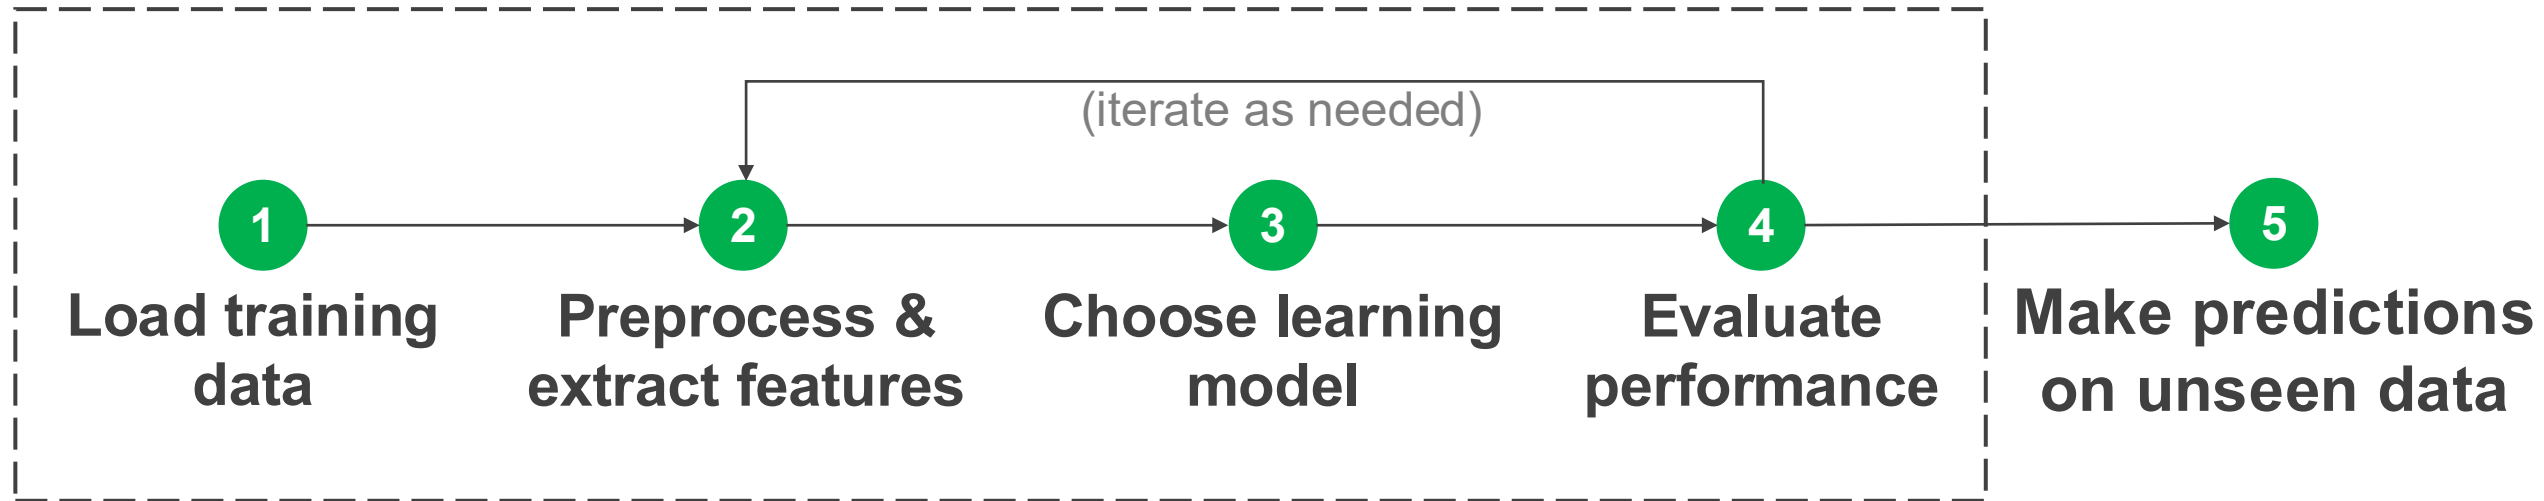 (iterate as needed)
1
2
3
4
5
Load training
data
Preprocess &
extract features
Choose learning
model
Evaluate
performance
Make predictions
on unseen data